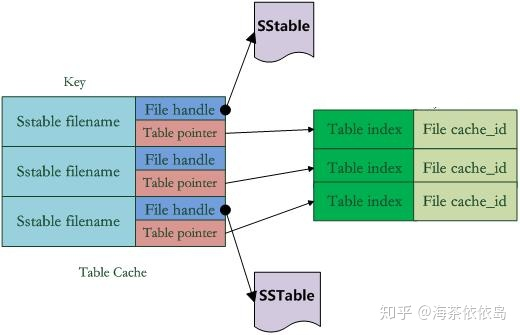 SStable
Key
Sstable filename
File handle
Table pointer
Sstable filename
File handle
Table pointer
Sstable filename
File handle
Table pointer
Table index
File cache_id
Table index
File cache_id
Table index
File cache_id
Table Cache
SSTable
知乎 @海茶依依岛